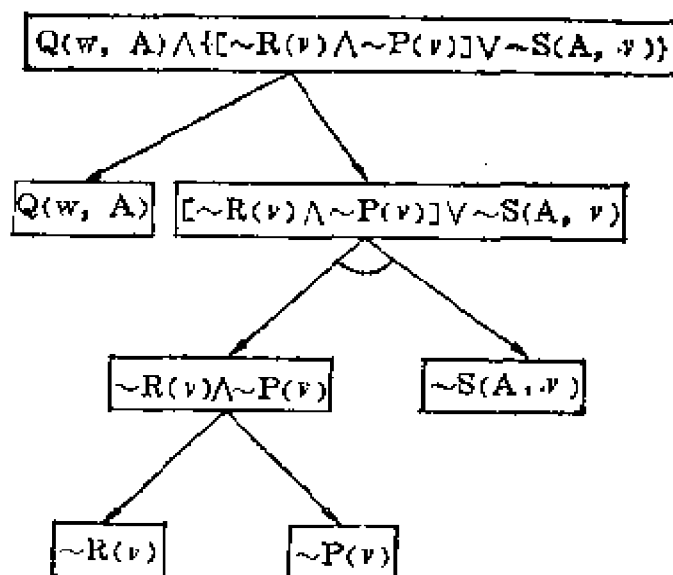 Q(w, A)∧{[~R(v)∧~P(v)]∨~S(A, v)}
Q(w, A)
[~R(v)∧~P(v)]∨~S(A, v)
~R(v)∧~P(v)
~S(A, v)
~R(v)
~P(v)